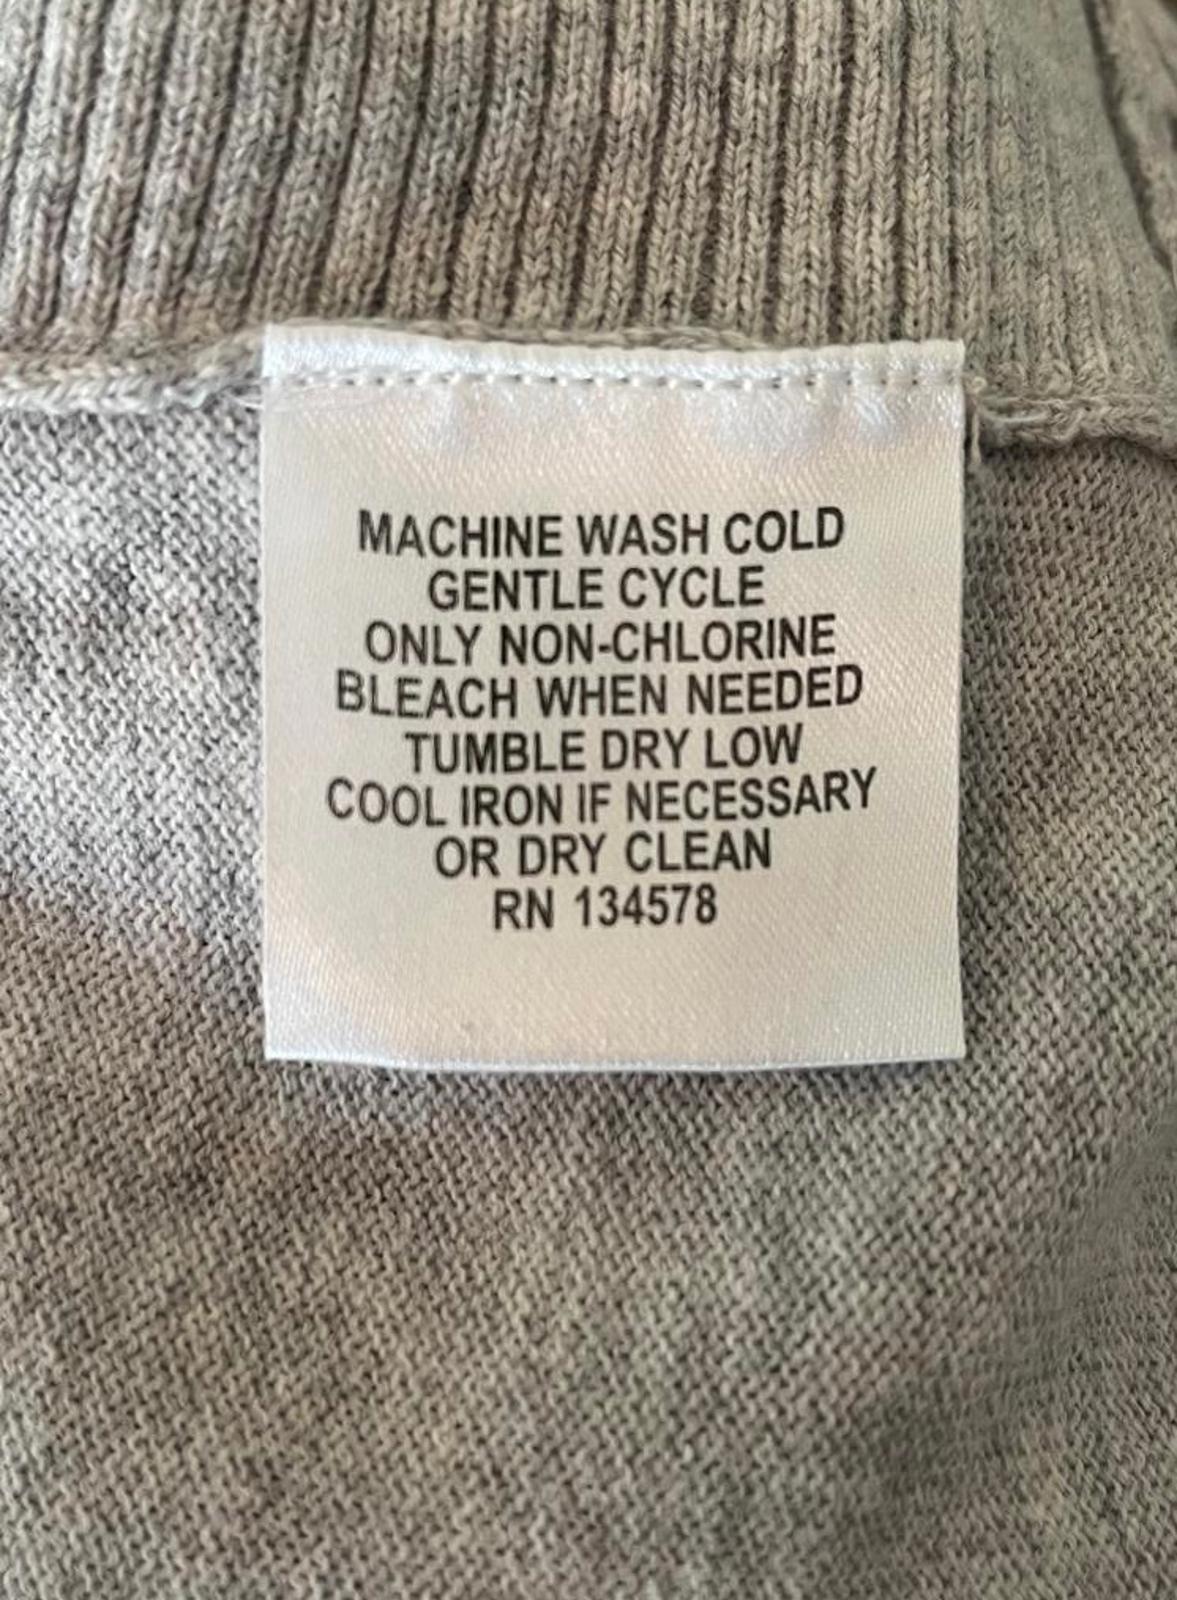 MACHINE WASH COLD
GENTLE CYCLE
ONLY NON-CHLORINE
BLEACH WHEN NEEDED
TUMBLE DRY LOW
COOL IRON IF NECESSARY
OR DRY CLEAN
RN 134578